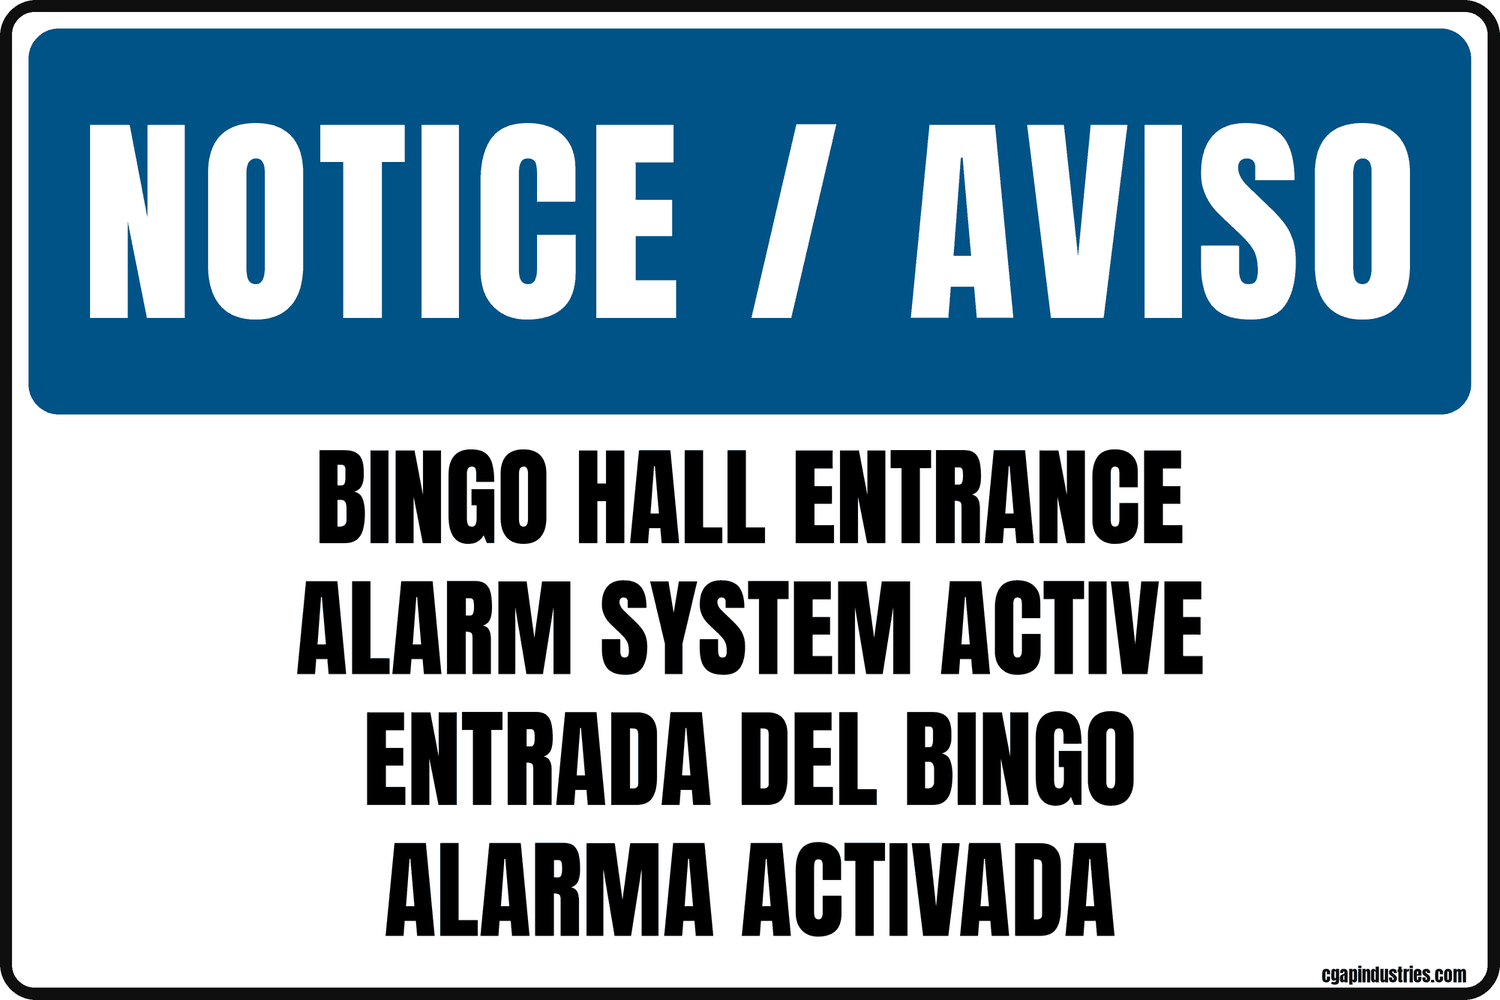 NOTICE / AVISO
BINGO HALL ENTRANCE
ALARM SYSTEM ACTIVE
ENTRADA DEL BINGO
ALARMA ACTIVADA
cgapindustries.com